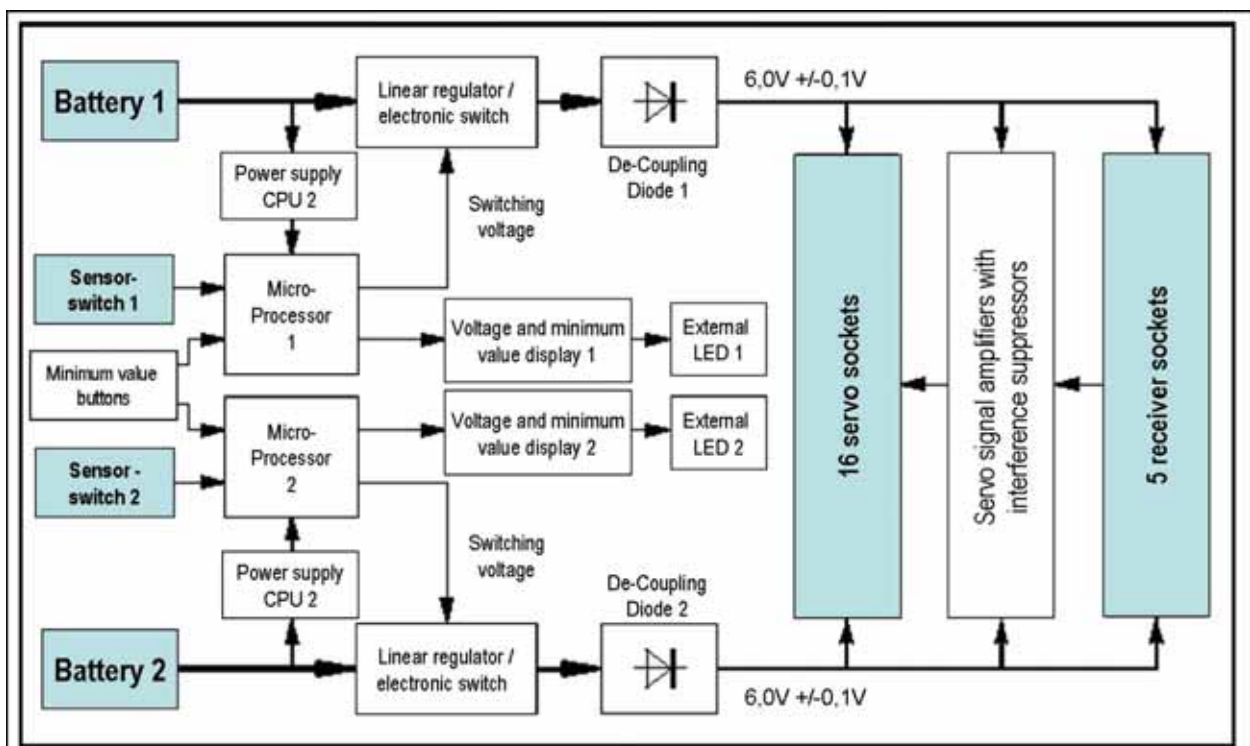 Battery 1
Linear regulator /
electronic switch
6,0V +/-0,1V
De-Coupling
Diode 1
Power supply
CPU 2
Switching
voltage
Sensor-
switch 1
Micro-
Processor
1
Voltage and minimum
value display 1
External
LED 1
Minimum value
buttons
Micro-
Processor
2
Voltage and minimum
value display 2
External
LED 2
Sensor -
switch 2
Switching
voltage
Power supply
CPU 2
De-Coupling
Diode 2
Battery 2
Linear regulator /
electronic switch
6,0V +/-0,1V
16 servo sockets
Servo signal amplifiers with
interference suppressors
5 receiver sockets